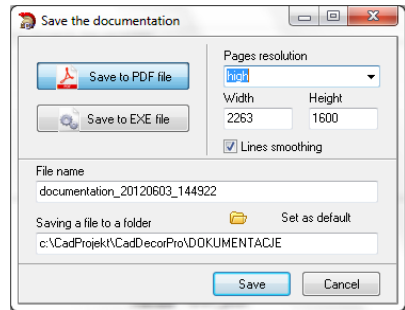 Save the documentation
Save to PDF file
Save to EXE file
Pages resolution
high
Width Height
2263 1600
Lines smoothing
File name
documentation_20120603_144922
Saving a file to a folder Set as default
c:\CadProjekt\CadDecorPro\DOKUMENTACJE
Save Cancel